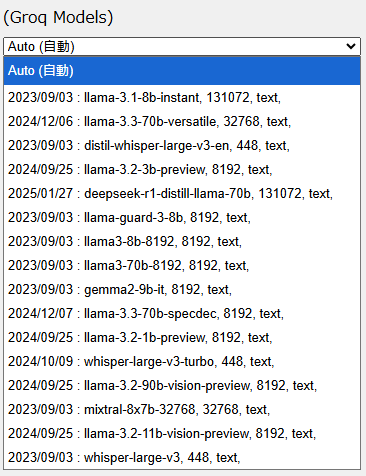 (Groq Models)
Auto (自動)
Auto (自動)
2023/09/03 : llama-3.1-8b-instant, 131072, text,
2024/12/06 : llama-3.3-70b-versatile, 32768, text,
2023/09/03 : distil-whisper-large-v3-en, 448, text,
2024/09/25 : llama-3.2-3b-preview, 8192, text,
2025/01/27 : deepseek-r1-distill-llama-70b, 131072, text,
2023/09/03 : llama-guard-3-8b, 8192, text,
2023/09/03 : llama3-8b-8192, 8192, text,
2023/09/03 : llama3-70b-8192, 8192, text,
2023/09/03 : gemma2-9b-it, 8192, text,
2024/12/07 : llama-3.3-70b-specdec, 8192, text,
2024/09/25 : llama-3.2-1b-preview, 8192, text,
2024/10/09 : whisper-large-v3-turbo, 448, text,
2024/09/25 : llama-3.2-90b-vision-preview, 8192, text,
2023/09/03 : mixtral-8x7b-32768, 32768, text,
2024/09/25 : llama-3.2-11b-vision-preview, 8192, text,
2023/09/03 : whisper-large-v3, 448, text,